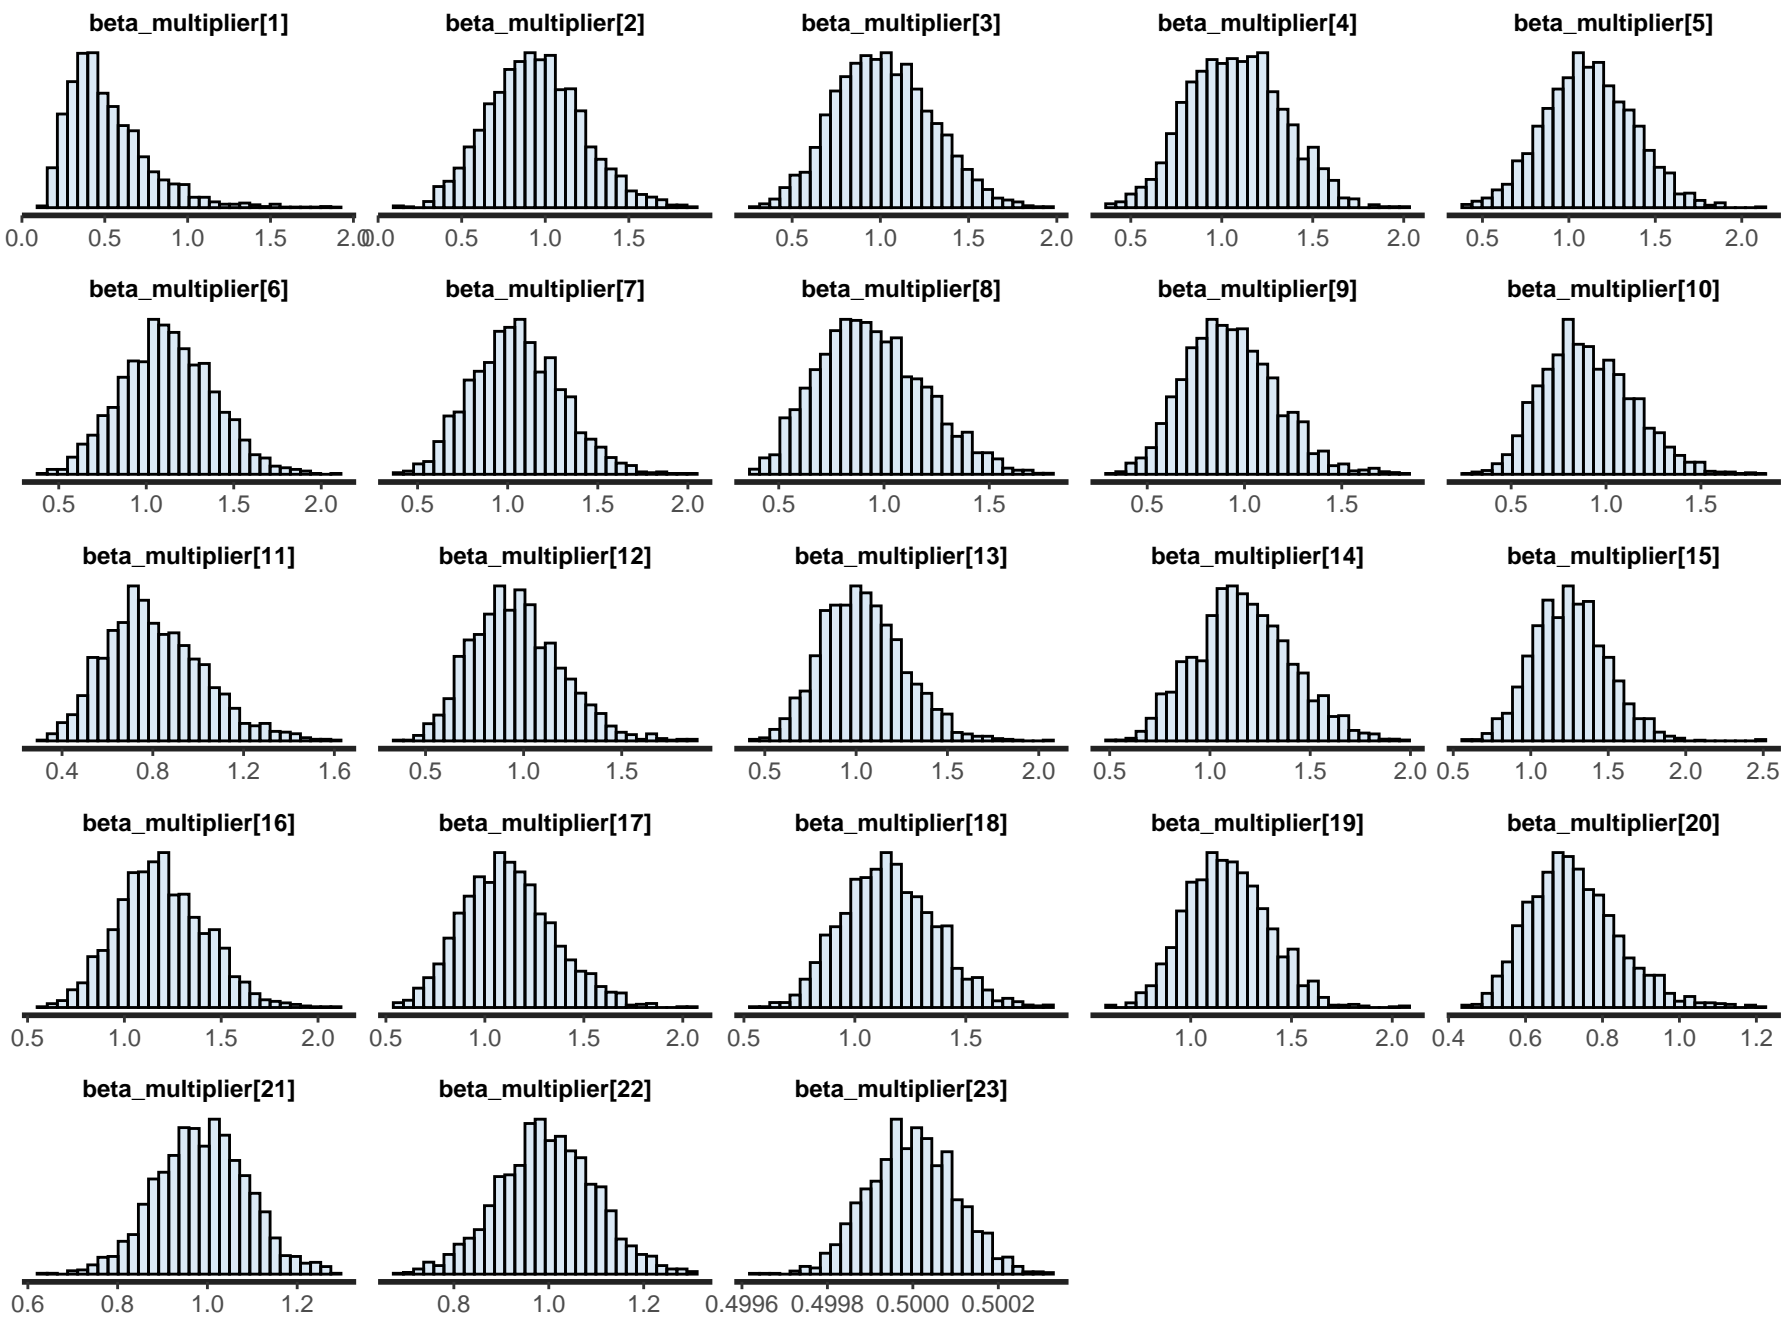 beta_multiplier[1] beta_multiplier[2] beta_multiplier[3] beta_multiplier[4] beta_multiplier[5]
0.0 0.5 1.0 1.5 2.0 0.0 0.5 1.0 1.5 0.5 1.0 1.5 2.0 0.5 1.0 1.5 2.0 0.5 1.0 1.5 2.0
beta_multiplier[6] beta_multiplier[7] beta_multiplier[8] beta_multiplier[9] beta_multiplier[10]
0.5 1.0 1.5 2.0 0.5 1.0 1.5 2.0 0.5 1.0 1.5 0.5 1.0 1.5 0.5 1.0 1.5
beta_multiplier[11] beta_multiplier[12] beta_multiplier[13] beta_multiplier[14] beta_multiplier[15]
0.4 0.8 1.2 1.6 0.5 1.0 1.5 0.5 1.0 1.5 2.0 0.5 1.0 1.5 2.0 0.5 1.0 1.5 2.0 2.5
beta_multiplier[16] beta_multiplier[17] beta_multiplier[18] beta_multiplier[19] beta_multiplier[20]
0.5 1.0 1.5 2.0 0.5 1.0 1.5 2.0 0.5 1.0 1.5 1.0 1.5 2.0 0.4 0.6 0.8 1.0 1.2
beta_multiplier[21] beta_multiplier[22] beta_multiplier[23]
0.6 0.8 1.0 1.2 0.8 1.0 1.2 0.4996 0.4998 0.5000 0.5002